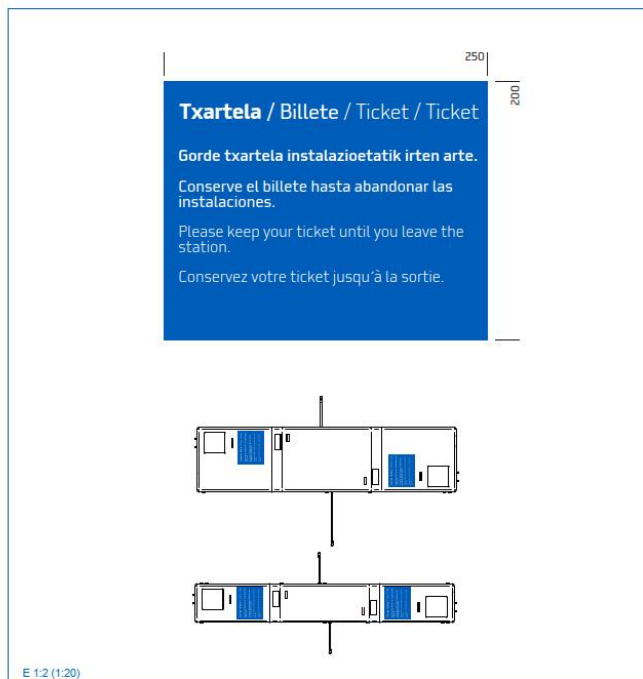 250
200
Txartela / Billete / Ticket / Ticket
Gorde txartela instalazioetatik irten arte.
Conserve el billete hasta abandonar las
instalaciones.
Please keep your ticket until you leave the
station.
Conservez votre ticket jusqu´à la sortie.
E 1:2 (1:20)